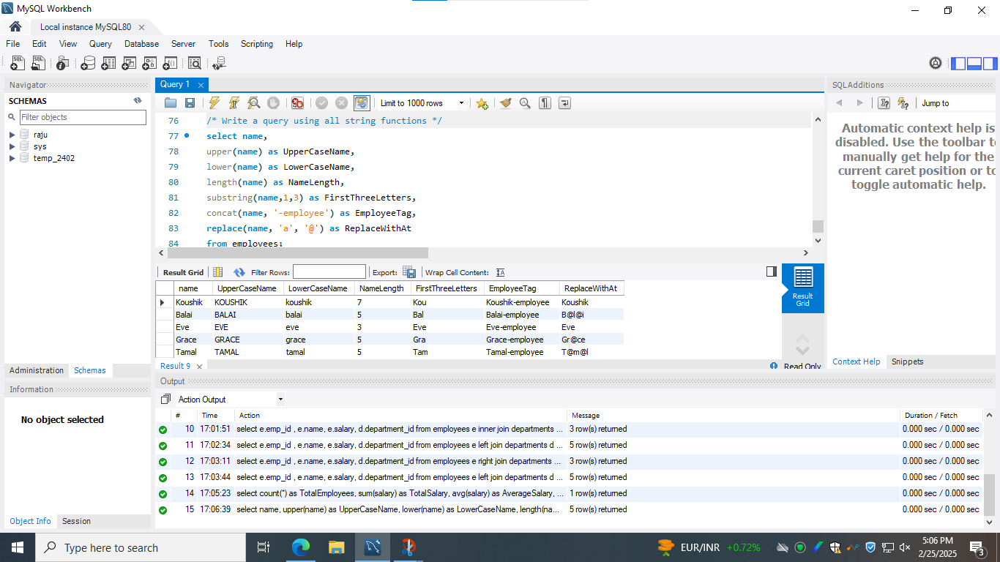 MySQL Workbench
Local instance MySQL80
File Edit View Query Database Server Tools Scripting Help
Navigator
SCHEMAS
Filter objects
raju
sys
temp_2402
Administration Schemas
Information
No object selected
Object Info Session
Query 1
Limit to 1000 rows
76 /* Write a query using all string functions */
77 select name,
78 upper(name) as UpperCaseName,
79 lower(name) as LowerCaseName,
80 length(name) as NameLength,
81 substring(name,1,3) as FirstThreeLetters,
82 concat(name, '-employee') as EmployeeTag,
83 replace(name, 'a', '@') as ReplaceWithAt
84 from employees;
Result Grid Filter Rows: Export: Wrap Cell Content:
name UpperCaseName LowerCaseName NameLength FirstThreeLetters EmployeeTag ReplaceWithAt
Koushik KOUSHIK koushik 7 Kou Koushik-employee Koushik
Balai BALAI balai 5 Bal Balai-employee B@l@i
Eve EVE eve 3 Eve Eve-employee Eve
Grace GRACE grace 5 Gra Grace-employee Gr@ce
Tamal TAMAL tamal 5 Tam Tamal-employee T@m@l
Result
Grid
Result 9
Read Only
SQLAdditions
Jump to
Automatic context help is
disabled. Use the toolbar to
manually get help for the
current caret position or to
toggle automatic help.
Context Help Snippets
Output
Action Output
# Time Action Message Duration / Fetch
10 17:01:51 select e.emp_id , e.name, e.salary, d.department_id from employees e inner join departments ... 3 row(s) returned 0.000 sec / 0.000 sec
11 17:02:34 select e.emp_id , e.name, e.salary, d.department_id from employees e left join departments d ... 5 row(s) returned 0.000 sec / 0.000 sec
12 17:03:11 select e.emp_id , e.name, e.salary, d.department_id from employees e right join departments ... 3 row(s) returned 0.000 sec / 0.000 sec
13 17:03:44 select e.emp_id , e.name, e.salary, d.department_id from employees e left join departments d ... 5 row(s) returned 0.000 sec / 0.000 sec
14 17:05:23 select count(*) as TotalEmployees, sum(salary) as TotalSalary, avg(salary) as AverageSalary, ... 1 row(s) returned 0.000 sec / 0.000 sec
15 17:06:39 select name, upper(name) as UpperCaseName, lower(name) as LowerCaseName, length(na... 5 row(s) returned 0.000 sec / 0.000 sec
Type here to search
EUR/INR +0.72%
5:06 PM
2/25/2025
3